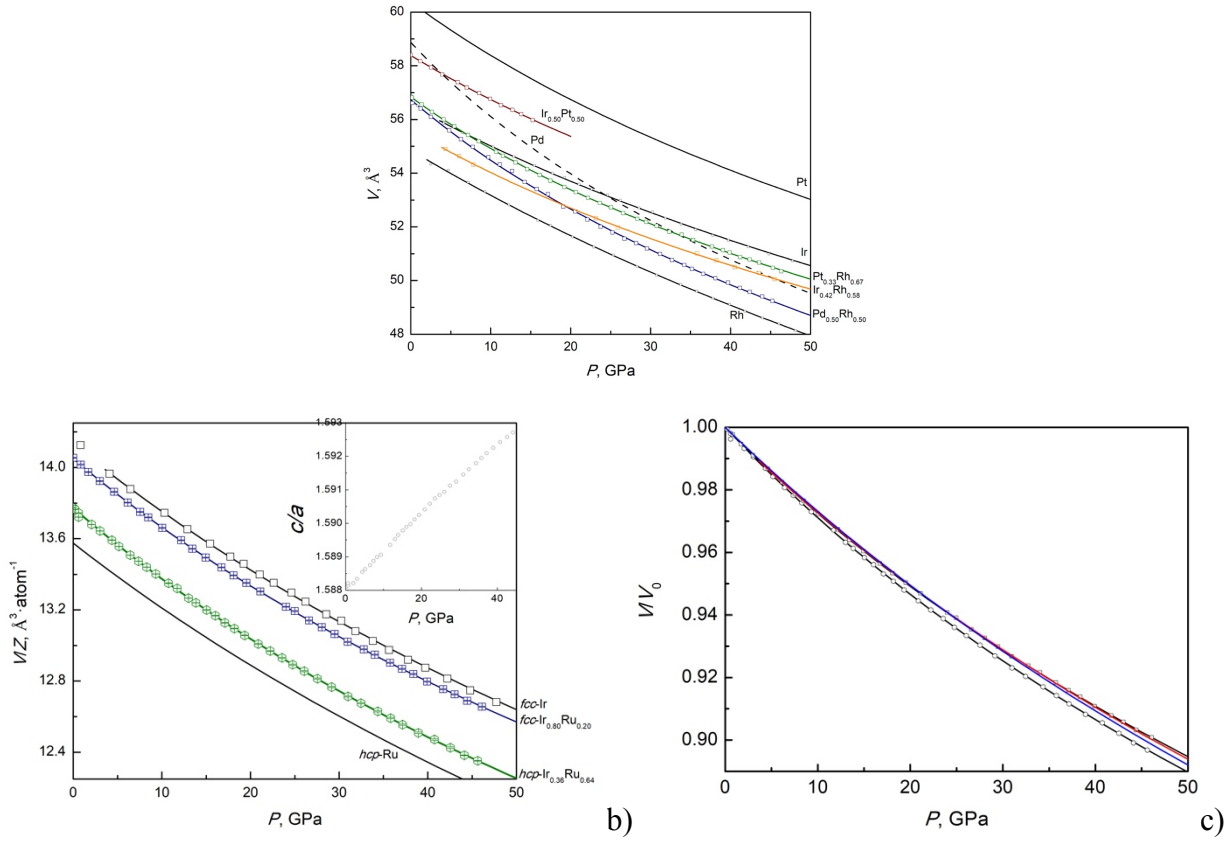 60
58
56
54
52
50
48
V, Å³
0 10 20 30 40 50
P, GPa
Ir₀.₅₀Pt₀.₅₀
Pd
Pt
Ir
Pt₀.₃₃Rh₀.₆₇
Ir₀.₄₂Rh₀.₅₈
Pd₀.₅₀Rh₀.₅₀
Rh
14.0
13.6
13.2
12.8
12.4
V/Z, Å³·atom⁻¹
0 10 20 30 40 50
P, GPa
1.593
1.592
1.591
1.590
1.589
1.588
c/a
0 20 40
P, GPa
fcc-Ir
fcc-Ir₀.₈₀Ru₀.₂₀
hcp-Ru
hcp-Ir₀.₃₆Ru₀.₆₄
b)
1.00
0.98
0.96
0.94
0.92
0.90
V/V₀
0 10 20 30 40 50
P, GPa
c)